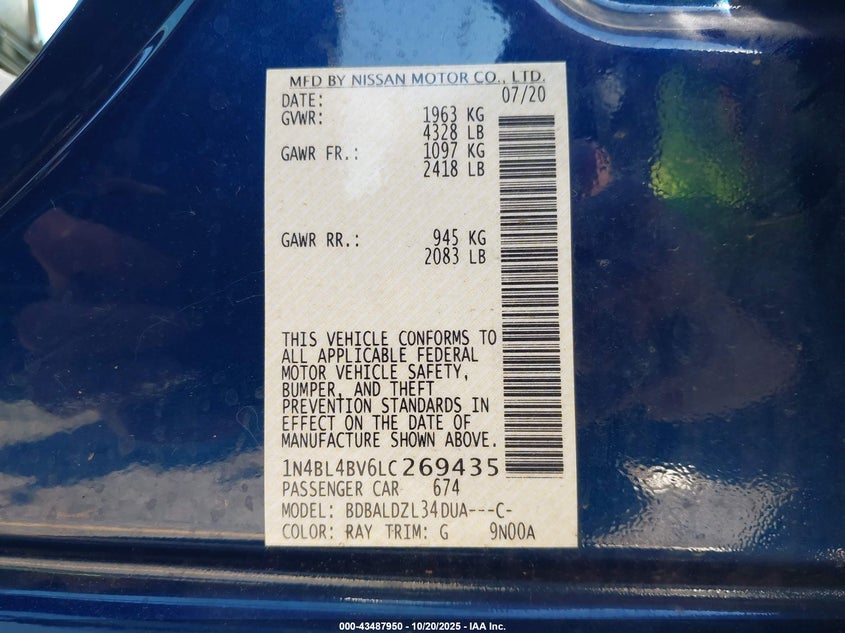 MFD BY NISSAN MOTOR CO., LTD.
DATE: 07/20
GVWR: 1963 KG
4328 LB
GAWR FR.: 1097 KG
2418 LB
GAWR RR.: 945 KG
2083 LB
THIS VEHICLE CONFORMS TO
ALL APPLICABLE FEDERAL
MOTOR VEHICLE SAFETY,
BUMPER, AND THEFT
PREVENTION STANDARDS IN
EFFECT ON THE DATE OF
MANUFACTURE SHOWN ABOVE.
1N4BL4BV6LC269435
PASSENGER CAR 674
MODEL: BDBALDZL34DUA---C-
COLOR: RAY TRIM: G 9N00A
000-43487950 - 10/20/2025 - IAA Inc.